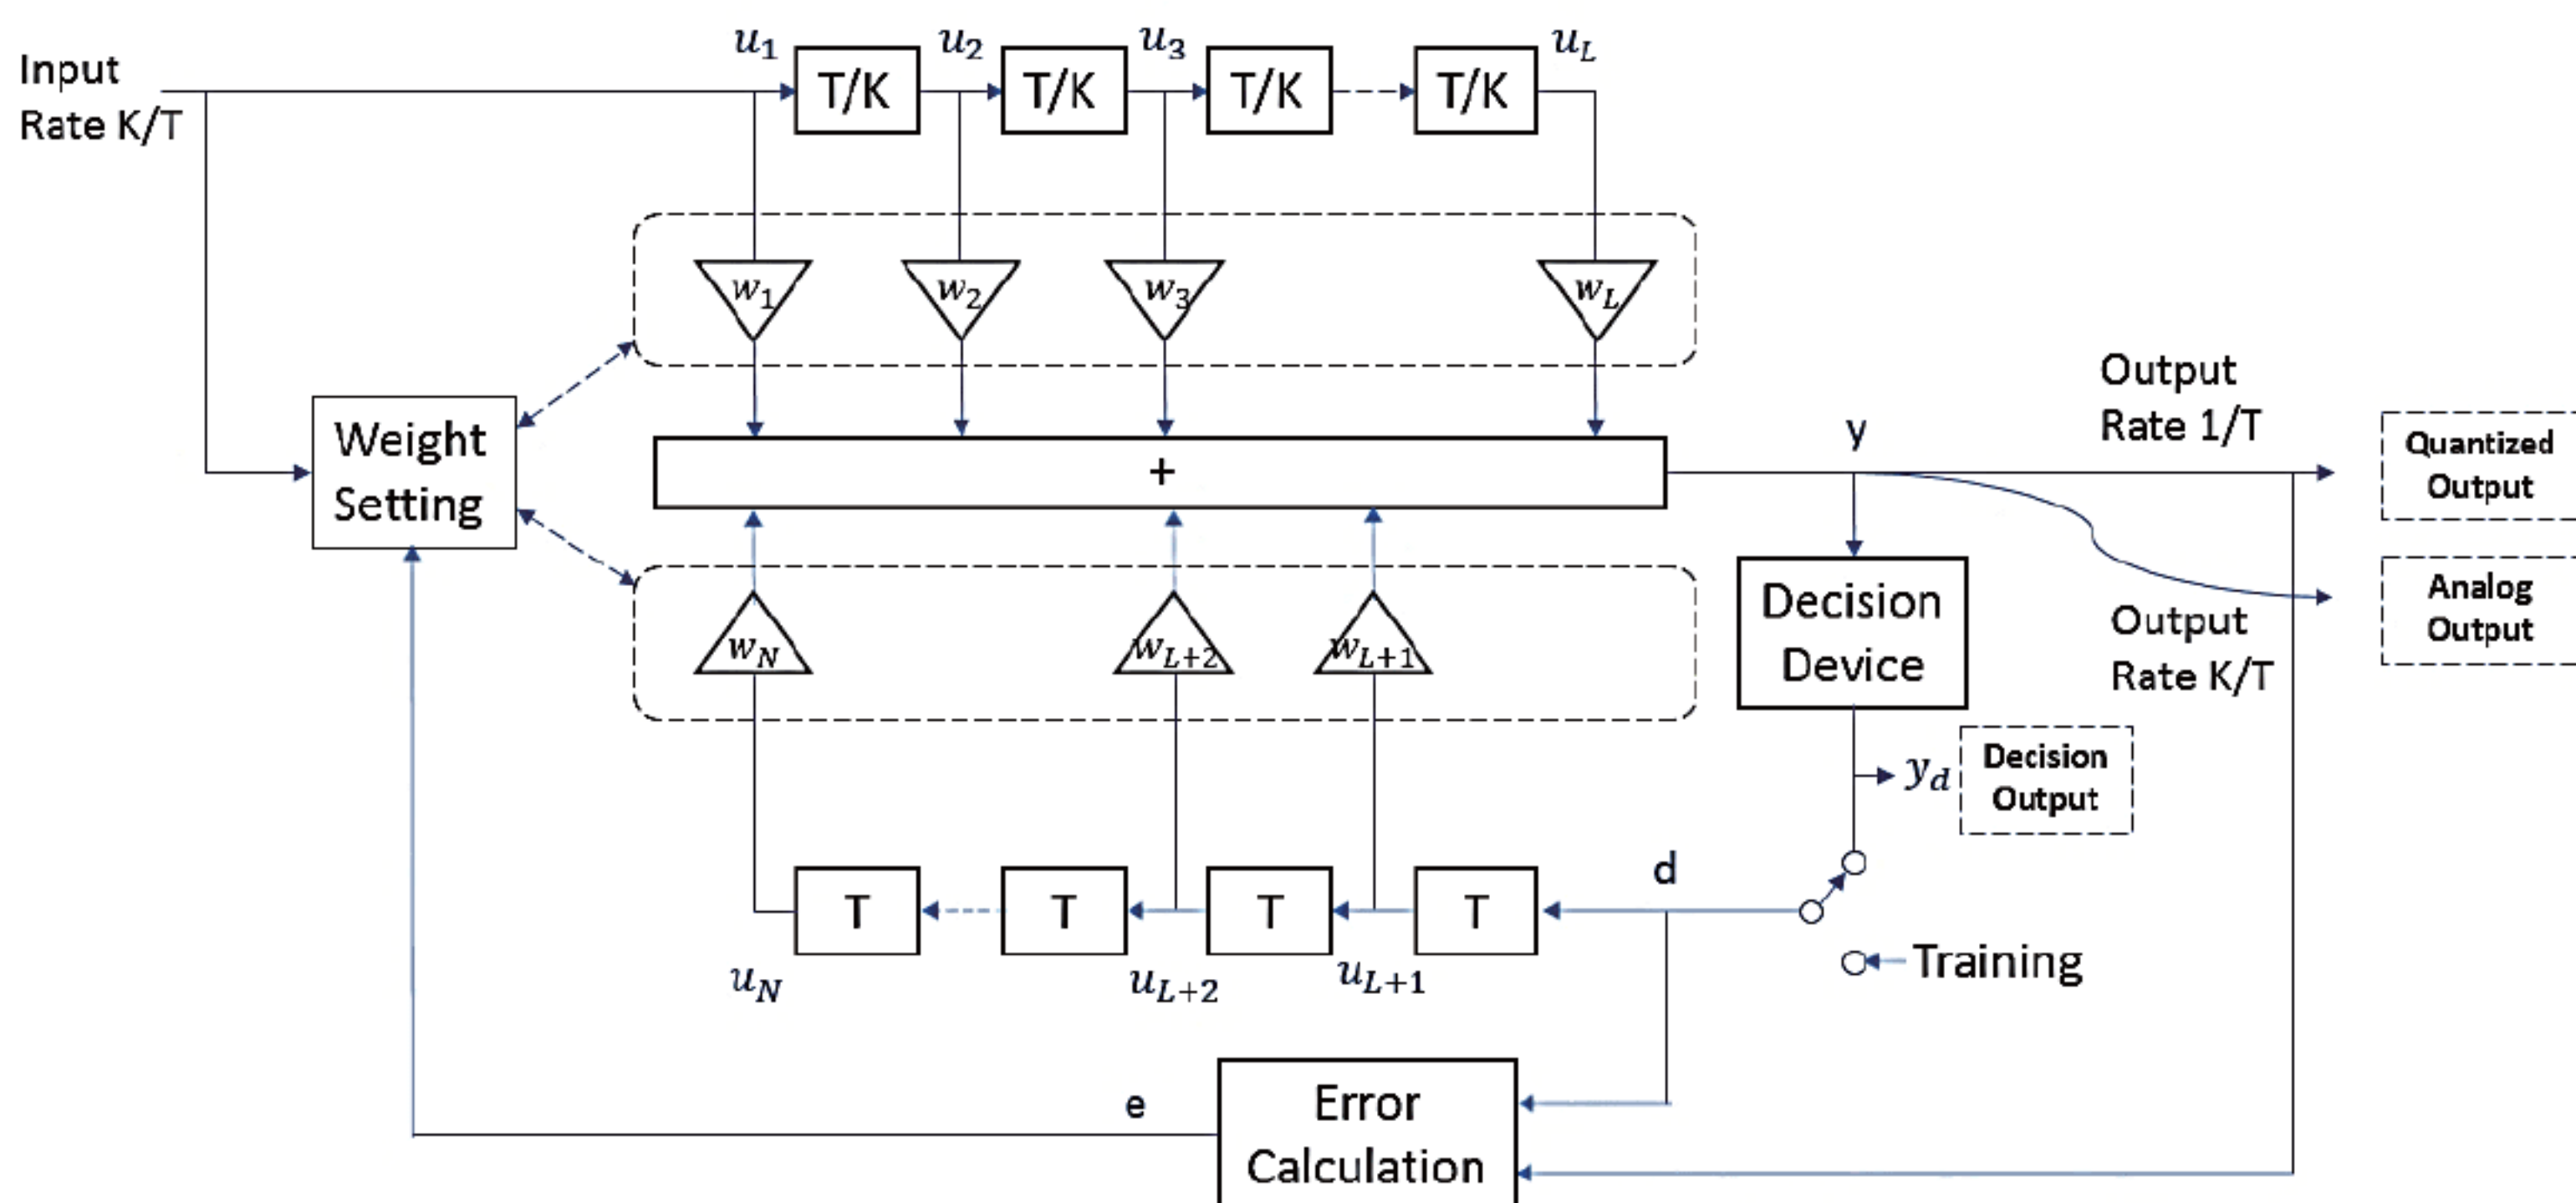 Input
Rate K/T
u1 T/K u2 T/K u3 T/K T/K uL
w1 w2 w3 wL
Weight
Setting
+
y
Output
Rate 1/T
Quantized
Output
Analog
Output
Output
Rate K/T
wN wL+2 wL+1
Decision
Device
yd
Decision
Output
T T T T
d
uN uL+2 uL+1
Training
e
Error
Calculation